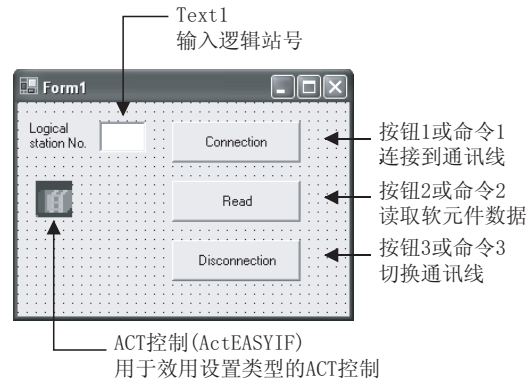 Text1
输入逻辑站号
Form1
Logical
station No.
Connection
按钮1或命令1
连接到通讯线
Read
按钮2或命令2
读取软元件数据
Disconnection
按钮3或命令3
切换通讯线
ACT控制(ActEASYIF)
用于效用设置类型的ACT控制